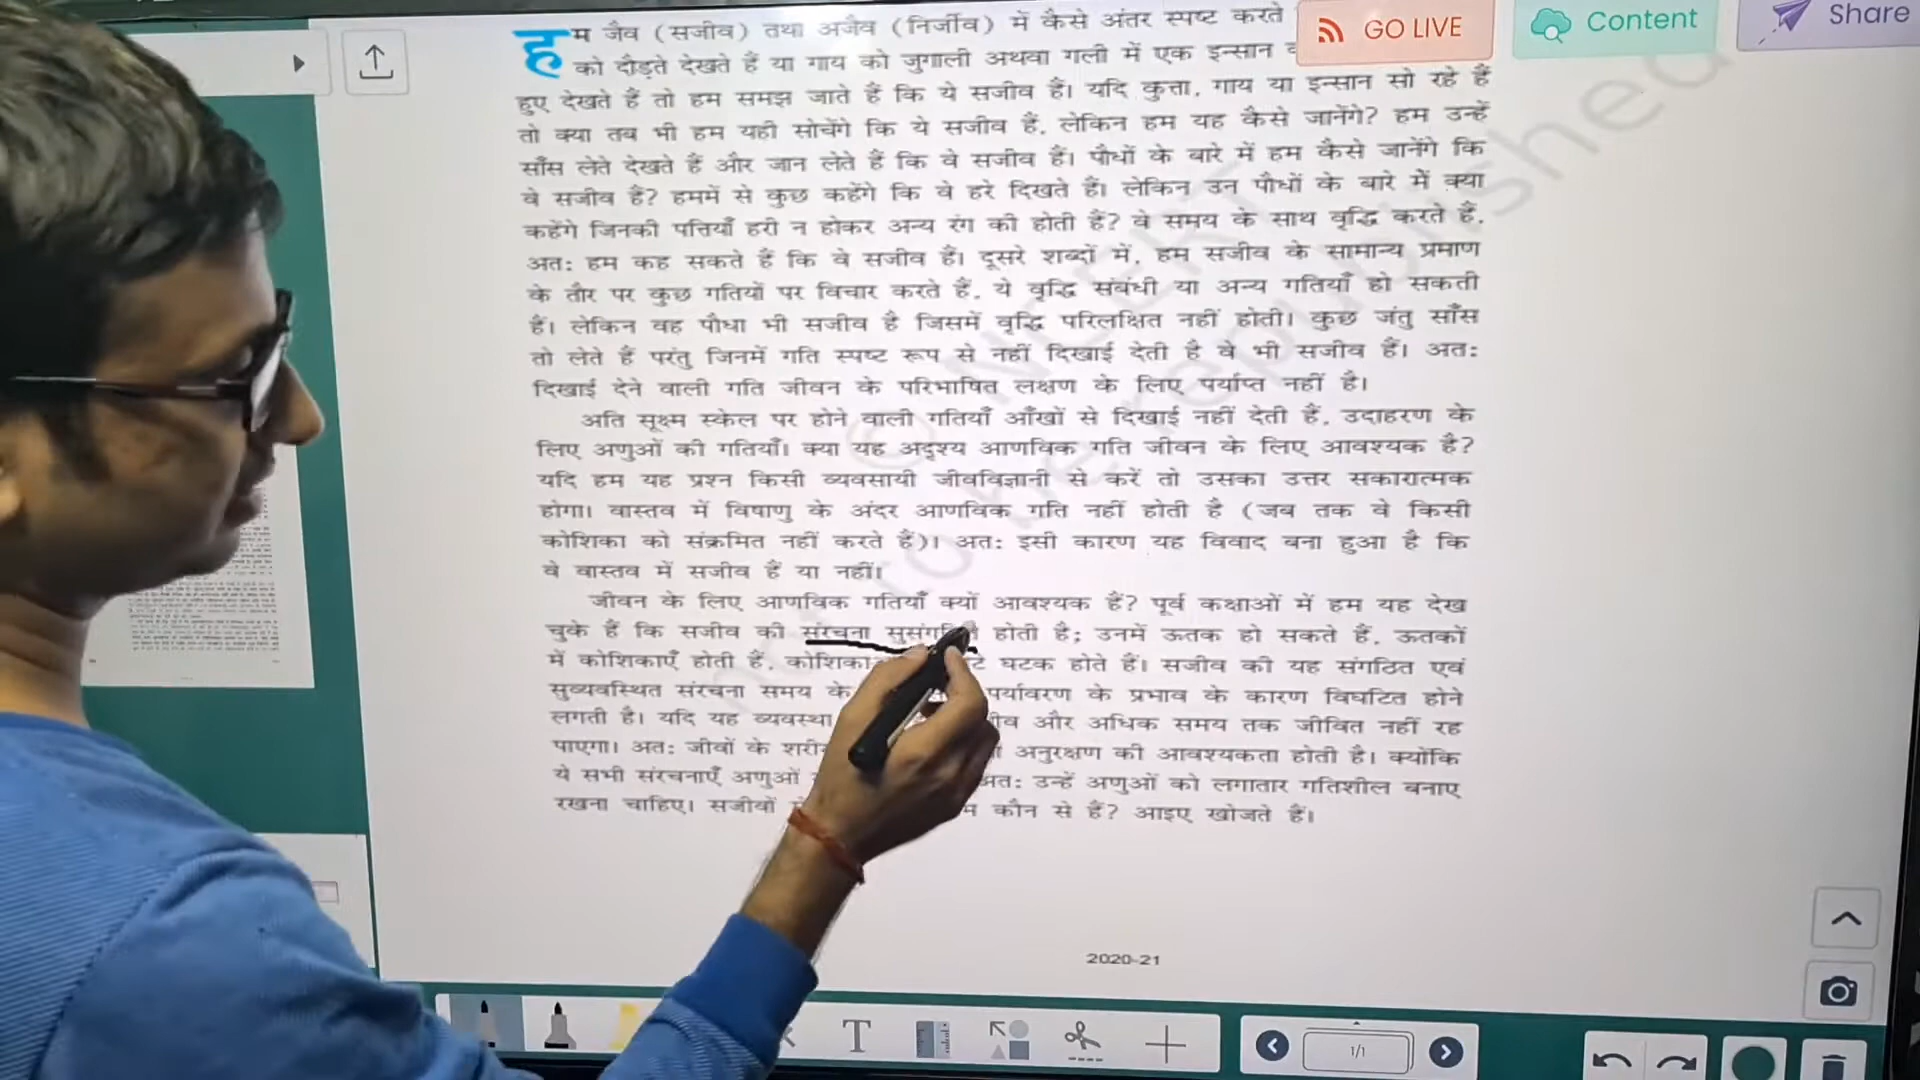 हम जैव (सजीव) तथा अजैव (निर्जीव) में कैसे अंतर स्पष्ट करते
को दौड़ते देखते हैं या गाय को जुगाली अथवा गली में एक इन्सान
हुए देखते हैं तो हम समझ जाते हैं कि ये सजीव हैं। यदि कुत्ता, गाय या इन्सान सो रहे हैं
तो क्या तब भी हम यही सोचेंगे कि ये सजीव हैं, लेकिन हम यह कैसे जानेंगे? हम उन्हें
साँस लेते देखते हैं और जान लेते हैं कि वे सजीव हैं। पौधों के बारे में हम कैसे जानेंगे कि
वे सजीव हैं? हममें से कुछ कहेंगे कि वे हरे दिखते हैं। लेकिन उन पौधों के बारे में क्या
कहेंगे जिनकी पत्तियाँ हरी न होकर अन्य रंग की होती हैं? वे समय के साथ वृद्धि करते हैं,
अतः हम कह सकते हैं कि वे सजीव हैं। दूसरे शब्दों में, हम सजीव के सामान्य प्रमाण
के तौर पर कुछ गतियों पर विचार करते हैं, ये वृद्धि संबंधी या अन्य गतियाँ हो सकती
हैं। लेकिन वह पौधा भी सजीव है जिसमें वृद्धि परिलक्षित नहीं होती। कुछ जंतु साँस
तो लेते हैं परंतु जिनमें गति स्पष्ट रूप से नहीं दिखाई देती है वे भी सजीव हैं। अतः
दिखाई देने वाली गति जीवन के परिभाषित लक्षण के लिए पर्याप्त नहीं है।
अति सूक्ष्म स्केल पर होने वाली गतियाँ आँखों से दिखाई नहीं देती हैं, उदाहरण के
लिए अणुओं की गतियाँ। क्या यह अदृश्य आणविक गति जीवन के लिए आवश्यक है?
यदि हम यह प्रश्न किसी व्यवसायी जीवविज्ञानी से करें तो उसका उत्तर सकारात्मक
होगा। वास्तव में विषाणु के अंदर आणविक गति नहीं होती है (जब तक वे किसी
कोशिका को संक्रमित नहीं करते हैं)। अतः इसी कारण यह विवाद बना हुआ है कि
वे वास्तव में सजीव हैं या नहीं।
जीवन के लिए आणविक गतियाँ क्यों आवश्यक हैं? पूर्व कक्षाओं में हम यह देख
चुके हैं कि सजीव की संरचना सुसंगठित होती है; उनमें ऊतक हो सकते हैं, ऊतकों
में कोशिकाएँ होती हैं, घटक होते हैं। सजीव की यह संगठित एवं
सुव्यवस्थित संरचना समय के पर्यावरण के प्रभाव के कारण विघटित होने
लगती है। यदि यह व्यवस्था और अधिक समय तक जीवित नहीं रह
पाएगा। अतः जीवों के अनुरक्षण की आवश्यकता होती है। क्योंकि
ये सभी संरचनाएँ अणुओं अतः उन्हें अणुओं को लगातार गतिशील बनाए
रखना चाहिए। सजीवों कौन से हैं? आइए खोजते हैं।
2020-21
GO LIVE
Content
Share
T
1/1